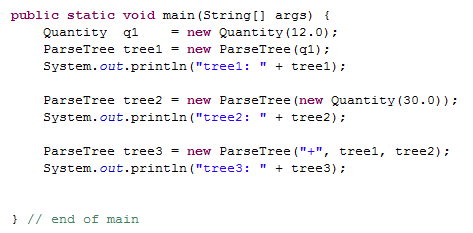 public static void main(String[] args) {
    Quantity  q1    = new Quantity(12.0);
    ParseTree tree1 = new ParseTree(q1);
    System.out.println("tree1: " + tree1);

    ParseTree tree2 = new ParseTree(new Quantity(30.0));
    System.out.println("tree2: " + tree2);

    ParseTree tree3 = new ParseTree("+", tree1, tree2);
    System.out.println("tree3: " + tree3);


} // end of main